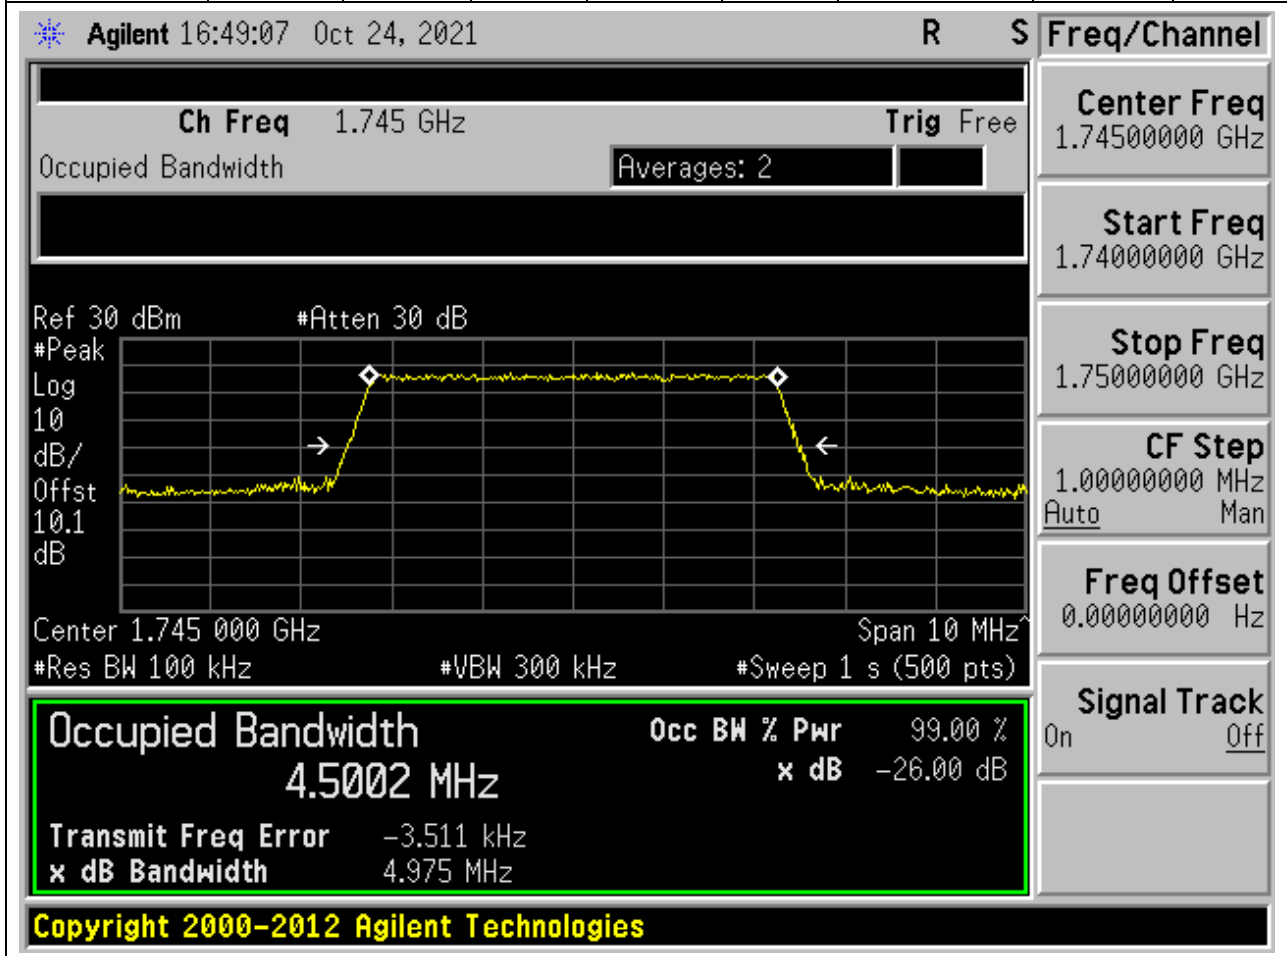 Agilent 16:49:07 Oct 24, 2021 R S Freq/Channel
Ch Freq 1.745 GHz Trig Free
Occupied Bandwidth Averages: 2
Center Freq
1.74500000 GHz
Start Freq
1.74000000 GHz
Stop Freq
1.75000000 GHz
CF Step
1.00000000 MHz
Auto Man
Freq Offset
0.00000000 Hz
Signal Track
On Off
Ref 30 dBm #Atten 30 dB
#Peak
Log
10
dB/
Offst
10.1
dB
Center 1.745 000 GHz Span 10 MHz^
#Res BW 100 kHz #VBW 300 kHz #Sweep 1 s (500 pts)
Occupied Bandwidth Occ BW % Pwr 99.00 %
4.5002 MHz x dB -26.00 dB
Transmit Freq Error -3.511 kHz
x dB Bandwidth 4.975 MHz
Copyright 2000-2012 Agilent Technologies